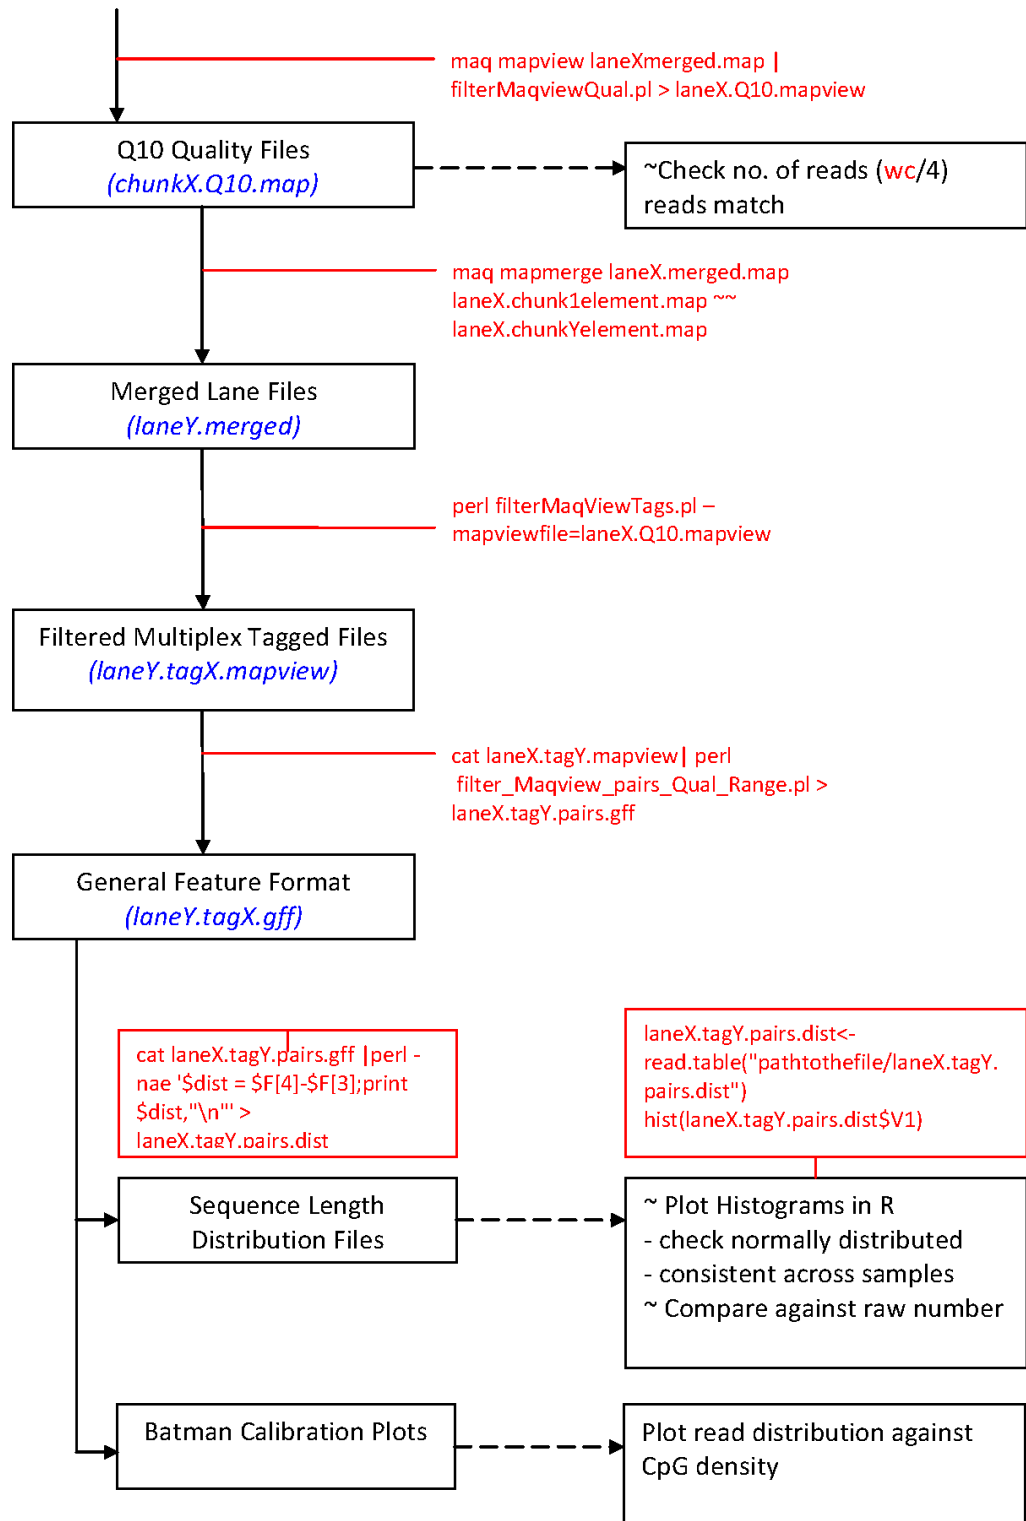 maq mapview laneXmerged.map |
filterMaqviewQual.pl > laneX.Q10.mapview
Q10 Quality Files
(chunkX.Q10.map)
~Check no. of reads (wc/4)
reads match
maq mapmerge laneX.merged.map
laneX.chunk1element.map ~~
laneX.chunkYelement.map
Merged Lane Files
(laneY.merged)
perl filterMaqViewTags.pl –
mapviewfile=laneX.Q10.mapview
Filtered Multiplex Tagged Files
(laneY.tagX.mapview)
cat laneX.tagY.mapview| perl
filter_Maqview_pairs_Qual_Range.pl >
laneX.tagY.pairs.gff
General Feature Format
(laneY.tagX.gff)
cat laneX.tagY.pairs.gff |perl -
nae '$dist = $F[4]-$F[3];print
$dist,"\n"' >
laneX.tagY.pairs.dist
laneX.tagY.pairs.dist<-
read.table("pathtothefile/laneX.tagY.
pairs.dist")
hist(laneX.tagY.pairs.dist$V1)
Sequence Length
Distribution Files
~ Plot Histograms in R
- check normally distributed
- consistent across samples
~ Compare against raw number
Batman Calibration Plots
Plot read distribution against
CpG density